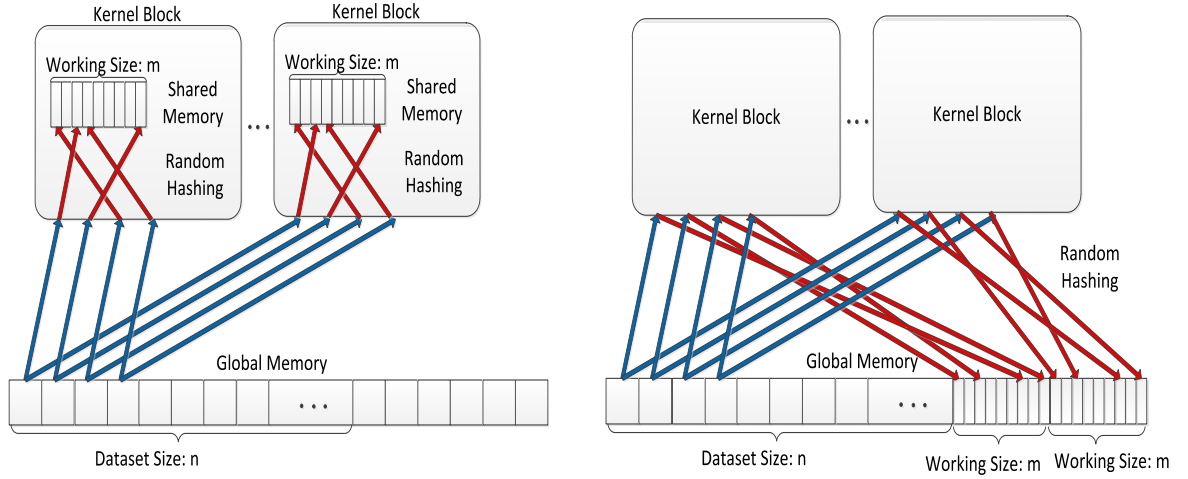 Kernel Block
Working Size: m
Shared
Memory
Random
Hashing
...
Kernel Block
Working Size: m
Shared
Memory
Random
Hashing
Global Memory
...
Dataset Size: n
Kernel Block
...
Kernel Block
Random
Hashing
Global Memory
...
Dataset Size: n
Working Size: m
Working Size: m